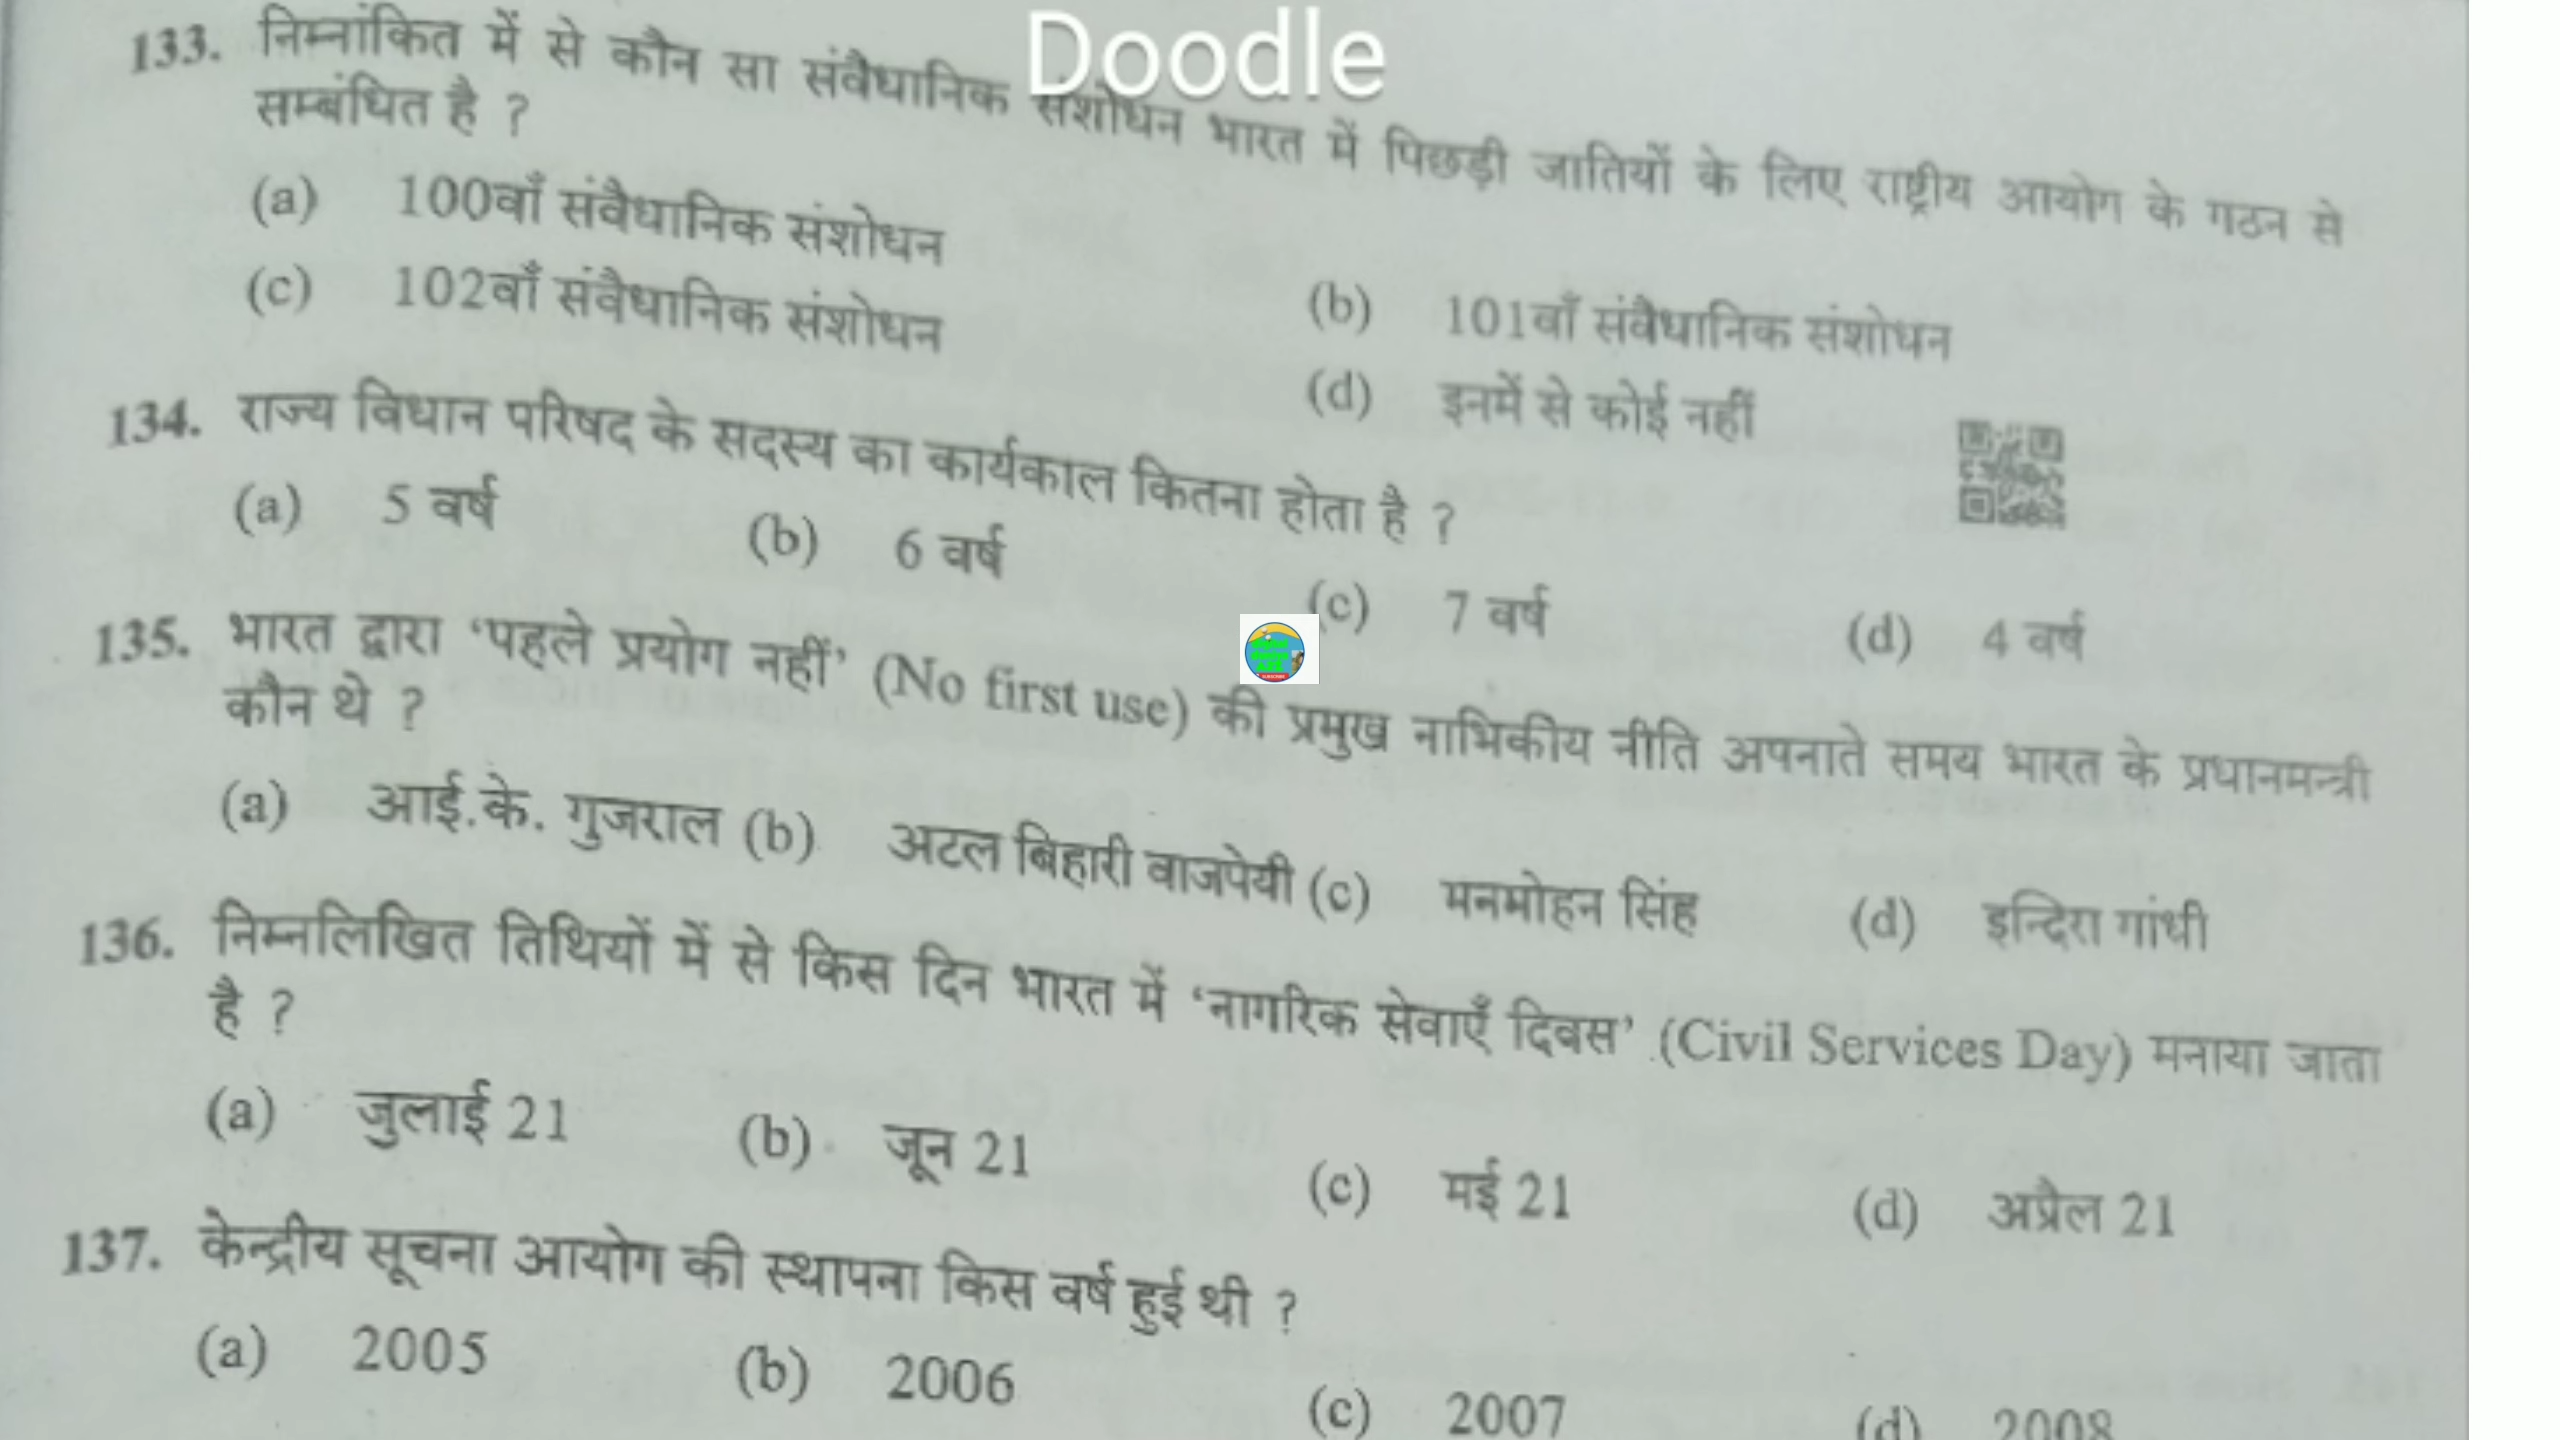 Doodle
133. निम्नांकित में से कौन सा संवैधानिक संशोधन भारत में पिछड़ी जातियों के लिए राष्ट्रीय आयोग के गठन से
सम्बंधित है ?
(a) 100वाँ संवैधानिक संशोधन
(b) 101वाँ संवैधानिक संशोधन
(c) 102वाँ संवैधानिक संशोधन
(d) इनमें से कोई नहीं
134. राज्य विधान परिषद के सदस्य का कार्यकाल कितना होता है ?
(a) 5 वर्ष (b) 6 वर्ष (c) 7 वर्ष (d) 4 वर्ष
135. भारत द्वारा ‘पहले प्रयोग नहीं’ (No first use) की प्रमुख नाभिकीय नीति अपनाते समय भारत के प्रधानमन्त्री
कौन थे ?
(a) आई.के. गुजराल (b) अटल बिहारी वाजपेयी (c) मनमोहन सिंह (d) इन्दिरा गांधी
136. निम्नलिखित तिथियों में से किस दिन भारत में ‘नागरिक सेवाएँ दिवस’ (Civil Services Day) मनाया जाता
है ?
(a) जुलाई 21 (b) जून 21 (c) मई 21 (d) अप्रैल 21
137. केन्द्रीय सूचना आयोग की स्थापना किस वर्ष हुई थी ?
(a) 2005 (b) 2006 (c) 2007 (d) 2008